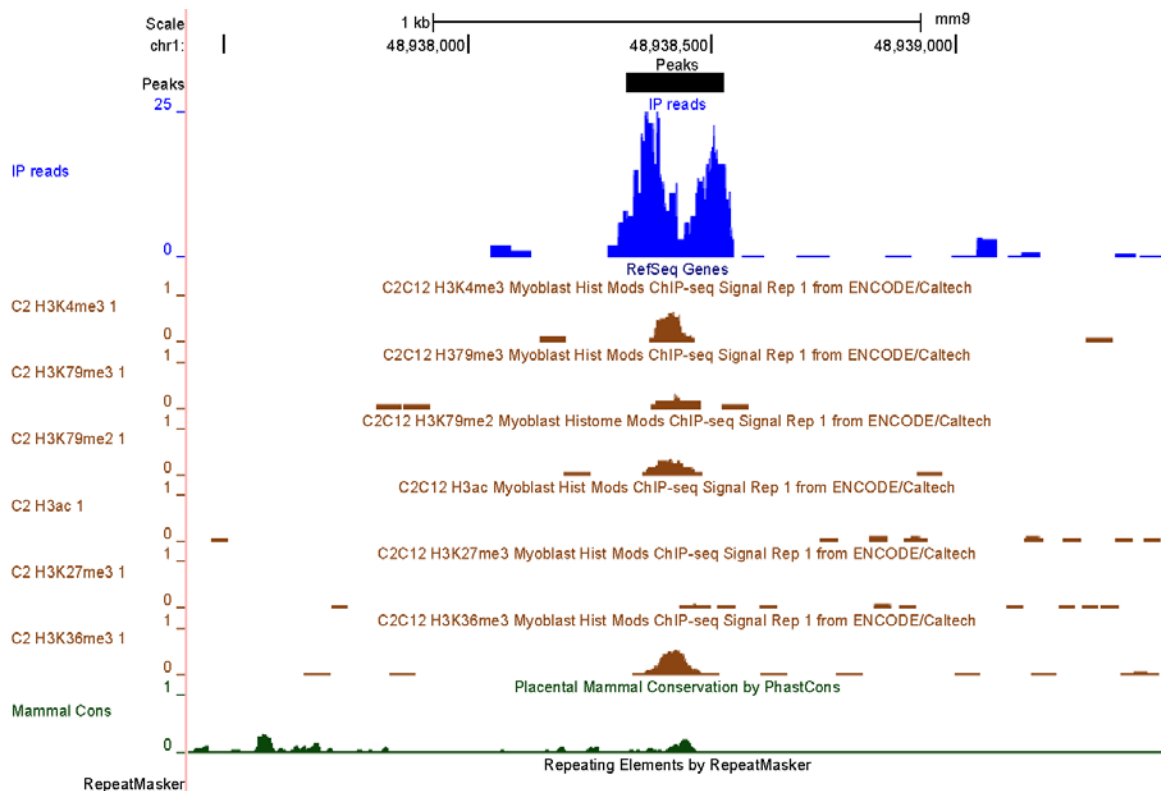 Scale 1 kb mm9
chr1: 48,938,000 48,938,500 48,939,000
Peaks
Peaks
25 IP reads
IP reads
0
RefSeq Genes
C2C12 H3K4me3 Myoblast Hist Mods ChIP-seq Signal Rep 1 from ENCODE/Caltech
1
C2 H3K4me3 1
0
C2C12 H379me3 Myoblast Hist Mods ChIP-seq Signal Rep 1 from ENCODE/Caltech
1
C2 H3K79me3 1
0
C2C12 H3K79me2 Myoblast Histome Mods ChIP-seq Signal Rep 1 from ENCODE/Caltech
1
C2 H3K79me2 1
0
C2C12 H3ac Myoblast Hist Mods ChIP-seq Signal Rep 1 from ENCODE/Caltech
1
C2 H3ac 1
0
C2C12 H3K27me3 Myoblast Hist Mods ChIP-seq Signal Rep 1 from ENCODE/Caltech
1
C2 H3K27me3 1
0
C2C12 H3K36me3 Myoblast Hist Mods ChIP-seq Signal Rep 1 from ENCODE/Caltech
1
C2 H3K36me3 1
0
Placental Mammal Conservation by PhastCons
1
Mammal Cons
0
Repeating Elements by RepeatMasker
RepeatMasker